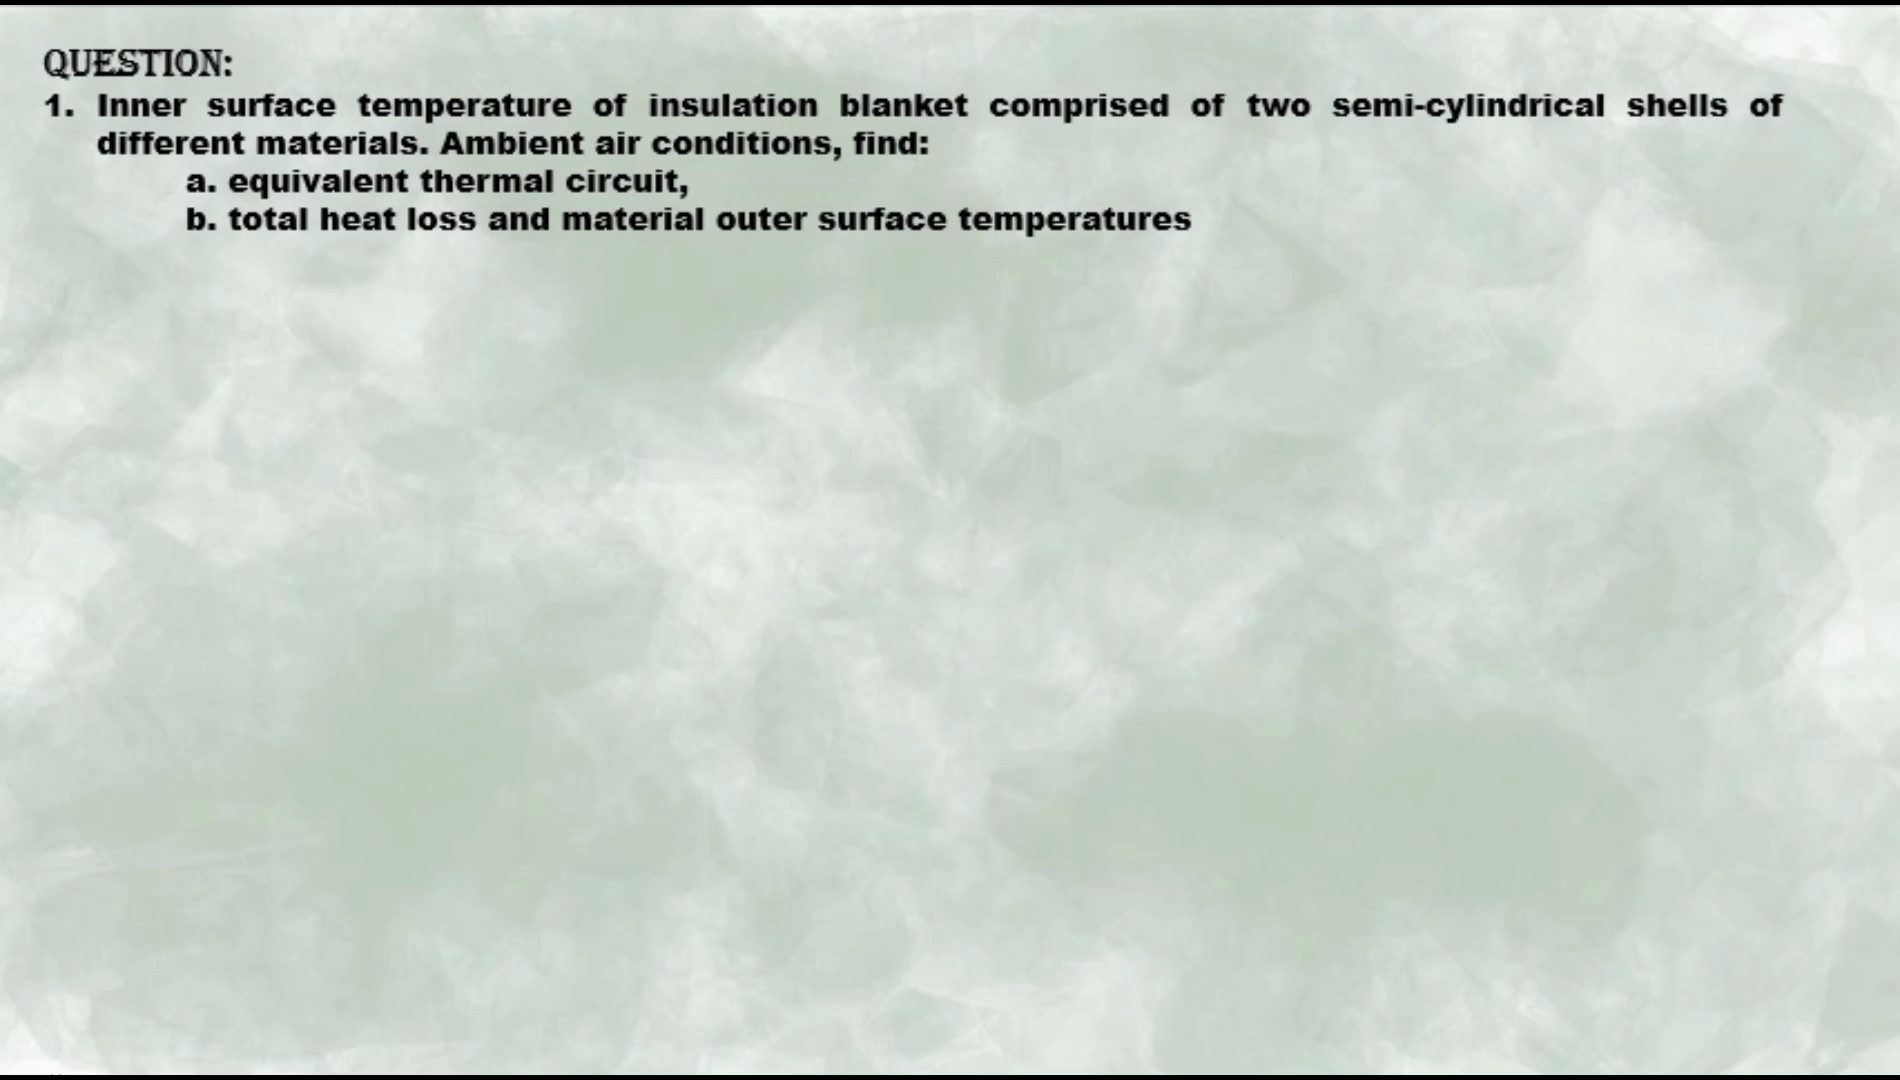 QUESTION:
1. Inner surface temperature of insulation blanket comprised of two semi-cylindrical shells of
different materials. Ambient air conditions, find:
a. equivalent thermal circuit,
b. total heat loss and material outer surface temperatures